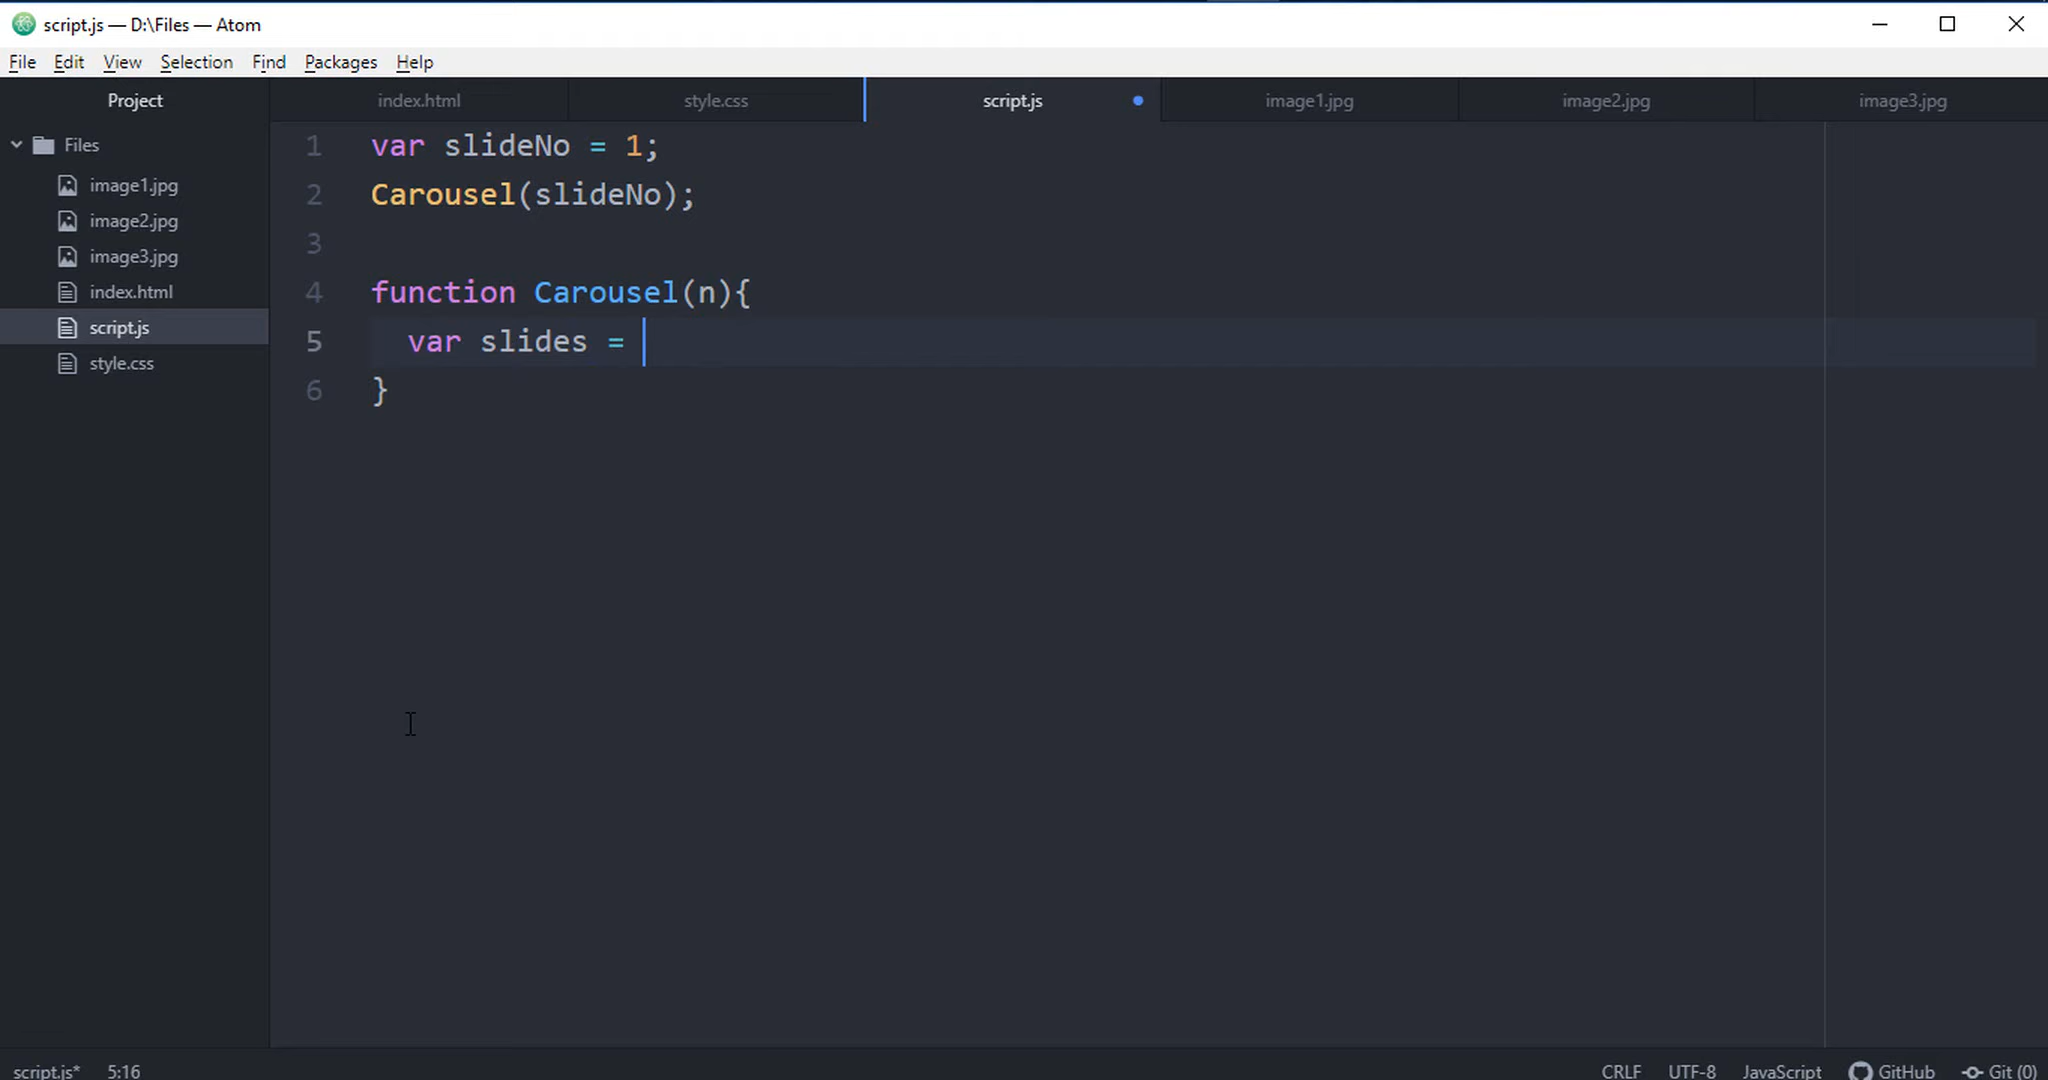 script.js — D:\Files — Atom
File Edit View Selection Find Packages Help
Project
index.html style.css script.js image1.jpg image2.jpg image3.jpg
Files
image1.jpg
image2.jpg
image3.jpg
index.html
script.js
style.css
1 var slideNo = 1;
2 Carousel(slideNo);
3
4 function Carousel(n){
5 var slides =
6 }
script.js* 5:16 CRLF UTF-8 JavaScript GitHub Git (0)